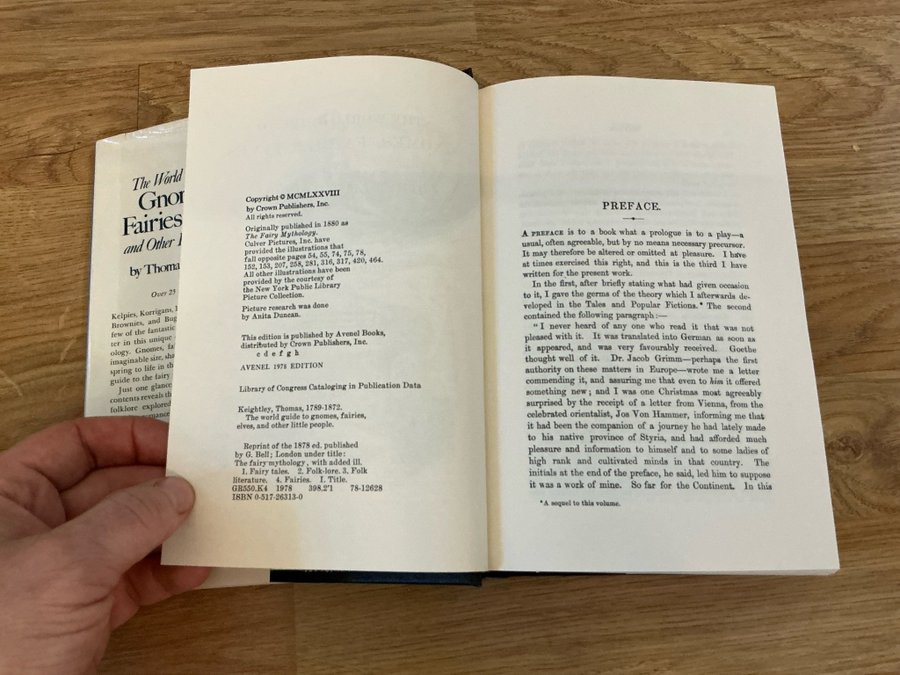 The World
Gno
Fairies
and Other
by Thoma
Over 25
Kelpies, Korrigans,
Brownies, and Bug
few of the fantastic
ter in this unique
ology. Gnomes, fa
imaginable size, sha
spring to life in th
guide to the fairy
Just one glance
contents reveals th
folklore explored
Copyright © MCMLXXVIII
by Crown Publishers, Inc.
All rights reserved.
Originally published in 1880 as
The Fairy Mythology.
Culver Pictures, Inc. have
provided the illustrations that
fall opposite pages 54, 55, 74, 75, 78,
152, 153, 207, 258, 281, 316, 317, 420, 464.
All other illustrations have been
provided by the courtesy of
the New York Public Library
Picture Collection.
Picture research was done
by Anita Duncan.
This edition is published by Avenel Books,
distributed by Crown Publishers, Inc.
c d e f g h
AVENEL 1978 EDITION
Library of Congress Cataloging in Publication Data
Keightley, Thomas, 1789-1872.
The world guide to gnomes, fairies,
elves, and other little people.
Reprint of the 1878 ed. published
by G. Bell; London under title:
The fairy mythology, with added ill.
1. Fairy tales. 2. Folk-lore. 3. Folk
literature. 4. Fairies. I. Title.
GR550.K4 1978 398.2'1 78-12628
ISBN 0-517-26313-0
PREFACE.
A PREFACE is to a book what a prologue is to a play—a
usual, often agreeable, but by no means necessary precursor.
It may therefore be altered or omitted at pleasure. I have
at times exercised this right, and this is the third I have
written for the present work.
In the first, after briefly stating what had given occasion
to it, I gave the germs of the theory which I afterwards de-
veloped in the Tales and Popular Fictions.* The second
contained the following paragraph:—
"I never heard of any one who read it that was not
pleased with it. It was translated into German as soon as
it appeared, and was very favourably received. Goethe
thought well of it. Dr. Jacob Grimm—perhaps the first
authority on these matters in Europe—wrote me a letter
commending it, and assuring me that even to him it offered
something new; and I was one Christmas most agreeably
surprised by the receipt of a letter from Vienna, from the
celebrated orientalist, Jos Von Hammer, informing me that
it had been the companion of a journey he had lately made
to his native province of Styria, and had afforded much
pleasure and information to himself and to some ladies of
high rank and cultivated minds in that country. The
initials at the end of the preface, he said, led him to suppose
it was a work of mine. So far for the Continent. In this
*A sequel to this volume.